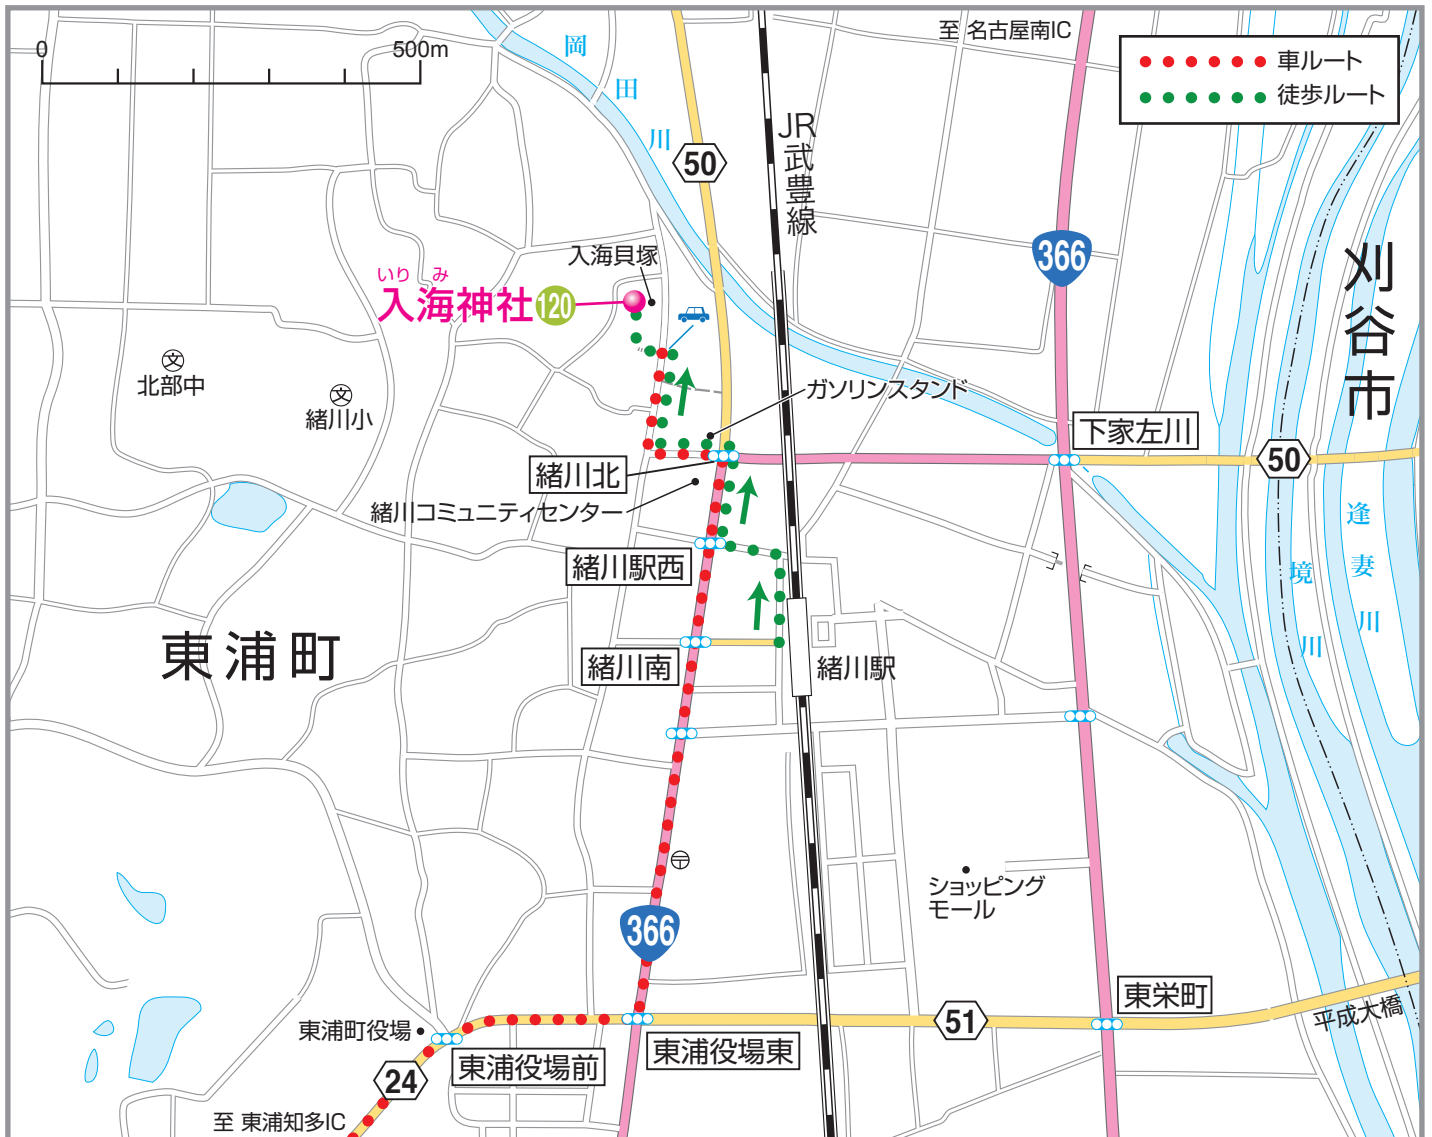 0
500m
岡田川
50
至 名古屋南IC
車ルート
徒歩ルート
JR武豊線
366
刈谷市
入海貝塚
いり み
入海神社
120
文
北部中
文
緒川小
ガソリンスタンド
下家左川
50
緒川北
緒川コミュニティセンター
緒川駅西
逢妻川
境川
東浦町
緒川南
緒川駅
〒
ショッピング
モール
366
東栄町
51
平成大橋
東浦町役場
東浦役場前
東浦役場東
24
至 東浦知多IC